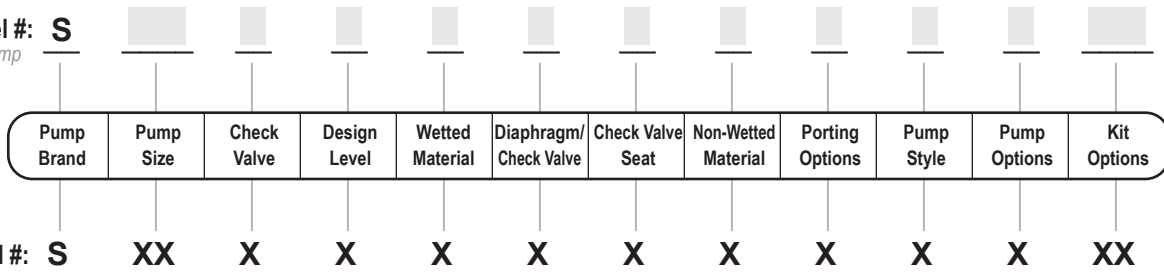 l #: S
mp
Pump Brand
Pump Size
Check Valve
Design Level
Wetted Material
Diaphragm/ Check Valve
Check Valve Seat
Non-Wetted Material
Porting Options
Pump Style
Pump Options
Kit Options
#: S XX X X X X X X X X X XX